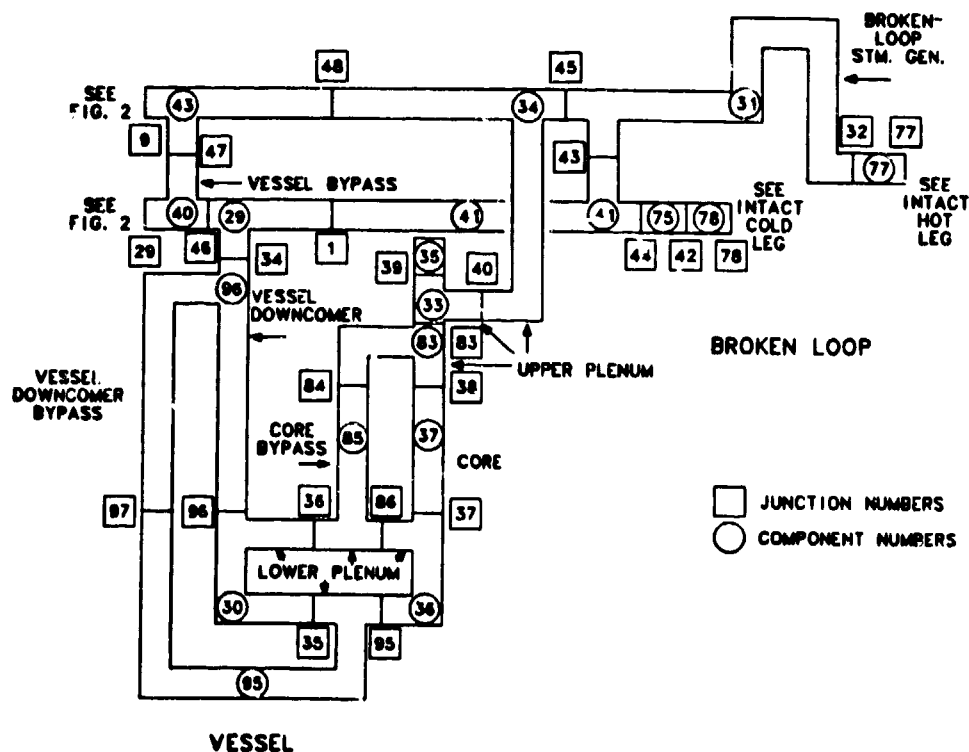 BROKEN-
LOOP
STM. GEN.
48
45
SEE
FIG. 2
43
34
31
9
47
43
32
77
77
VESSEL BYPASS
SEE
INTACT
HOT
LEG
SEE
FIG. 2
40
29
41
41
75
78
SEE
INTACT
COLD
LEG
29
46
34
1
39
35
40
44
42
78
96
VESSEL
DOWNCOMER
33
83
83
UPPER PLENUM
BROKEN LOOP
VESSEL
DOWNCOMER
BYPASS
84
38
CORE
BYPASS
85
37
CORE
97
96
36
86
37
JUNCTION NUMBERS
COMPONENT NUMBERS
LOWER PLENUM
30
36
35
95
95
VESSEL